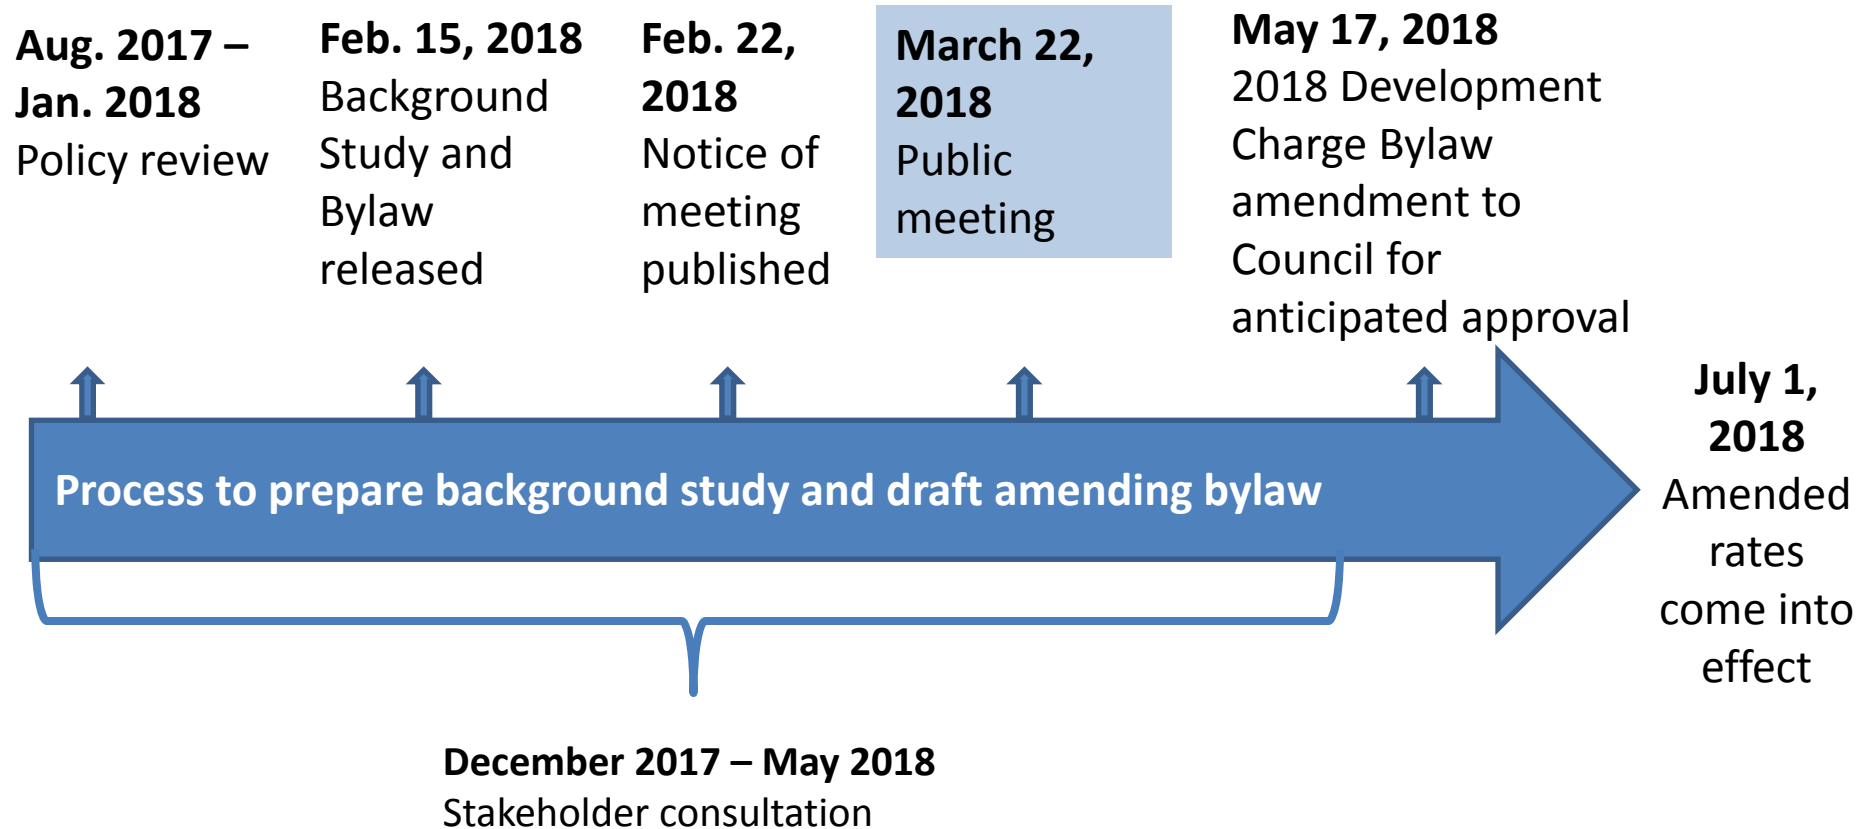 Aug. 2017 –
Jan. 2018
Policy review
Feb. 15, 2018
Background
Study and
Bylaw
released
Feb. 22,
2018
Notice of
meeting
published
March 22,
2018
Public
meeting
May 17, 2018
2018 Development
Charge Bylaw
amendment to
Council for
anticipated approval
Process to prepare background study and draft amending bylaw
July 1,
2018
Amended
rates
come into
effect
December 2017 – May 2018
Stakeholder consultation